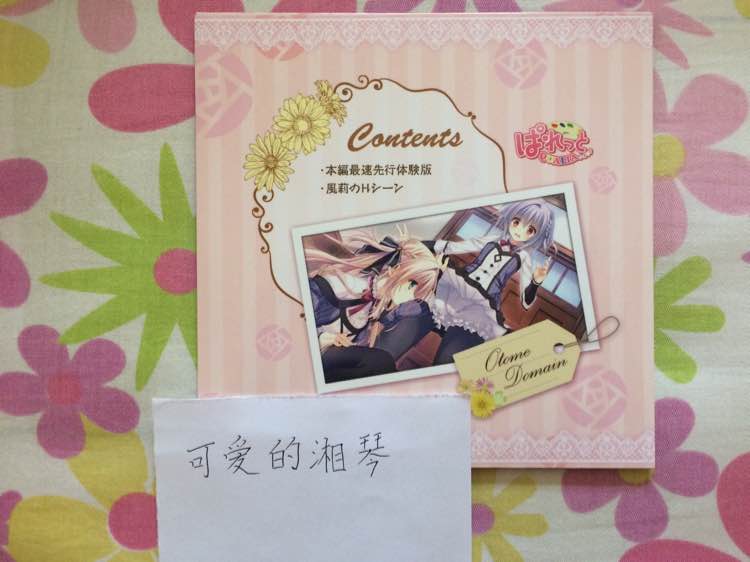 Contents
・本編最速先行体験版
・風莉のHシーン
ぱれっと
Otome
Domain
可爱的湘琴